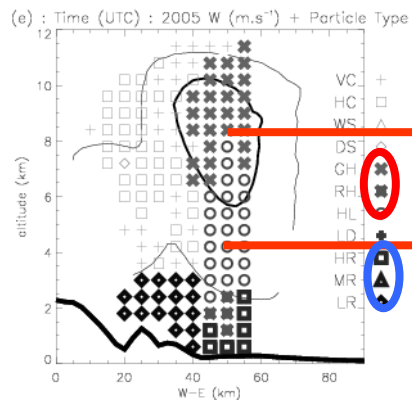 (e) : Time (UTC) : 2005 W (m.s⁻¹) + Particle Type
12
10
8
6
4
2
0
altitude (km)
0 20 40 60 80
W-E (km)
VC
HC
WS
DS
GH
RH
HL
LD
HR
MR
LR